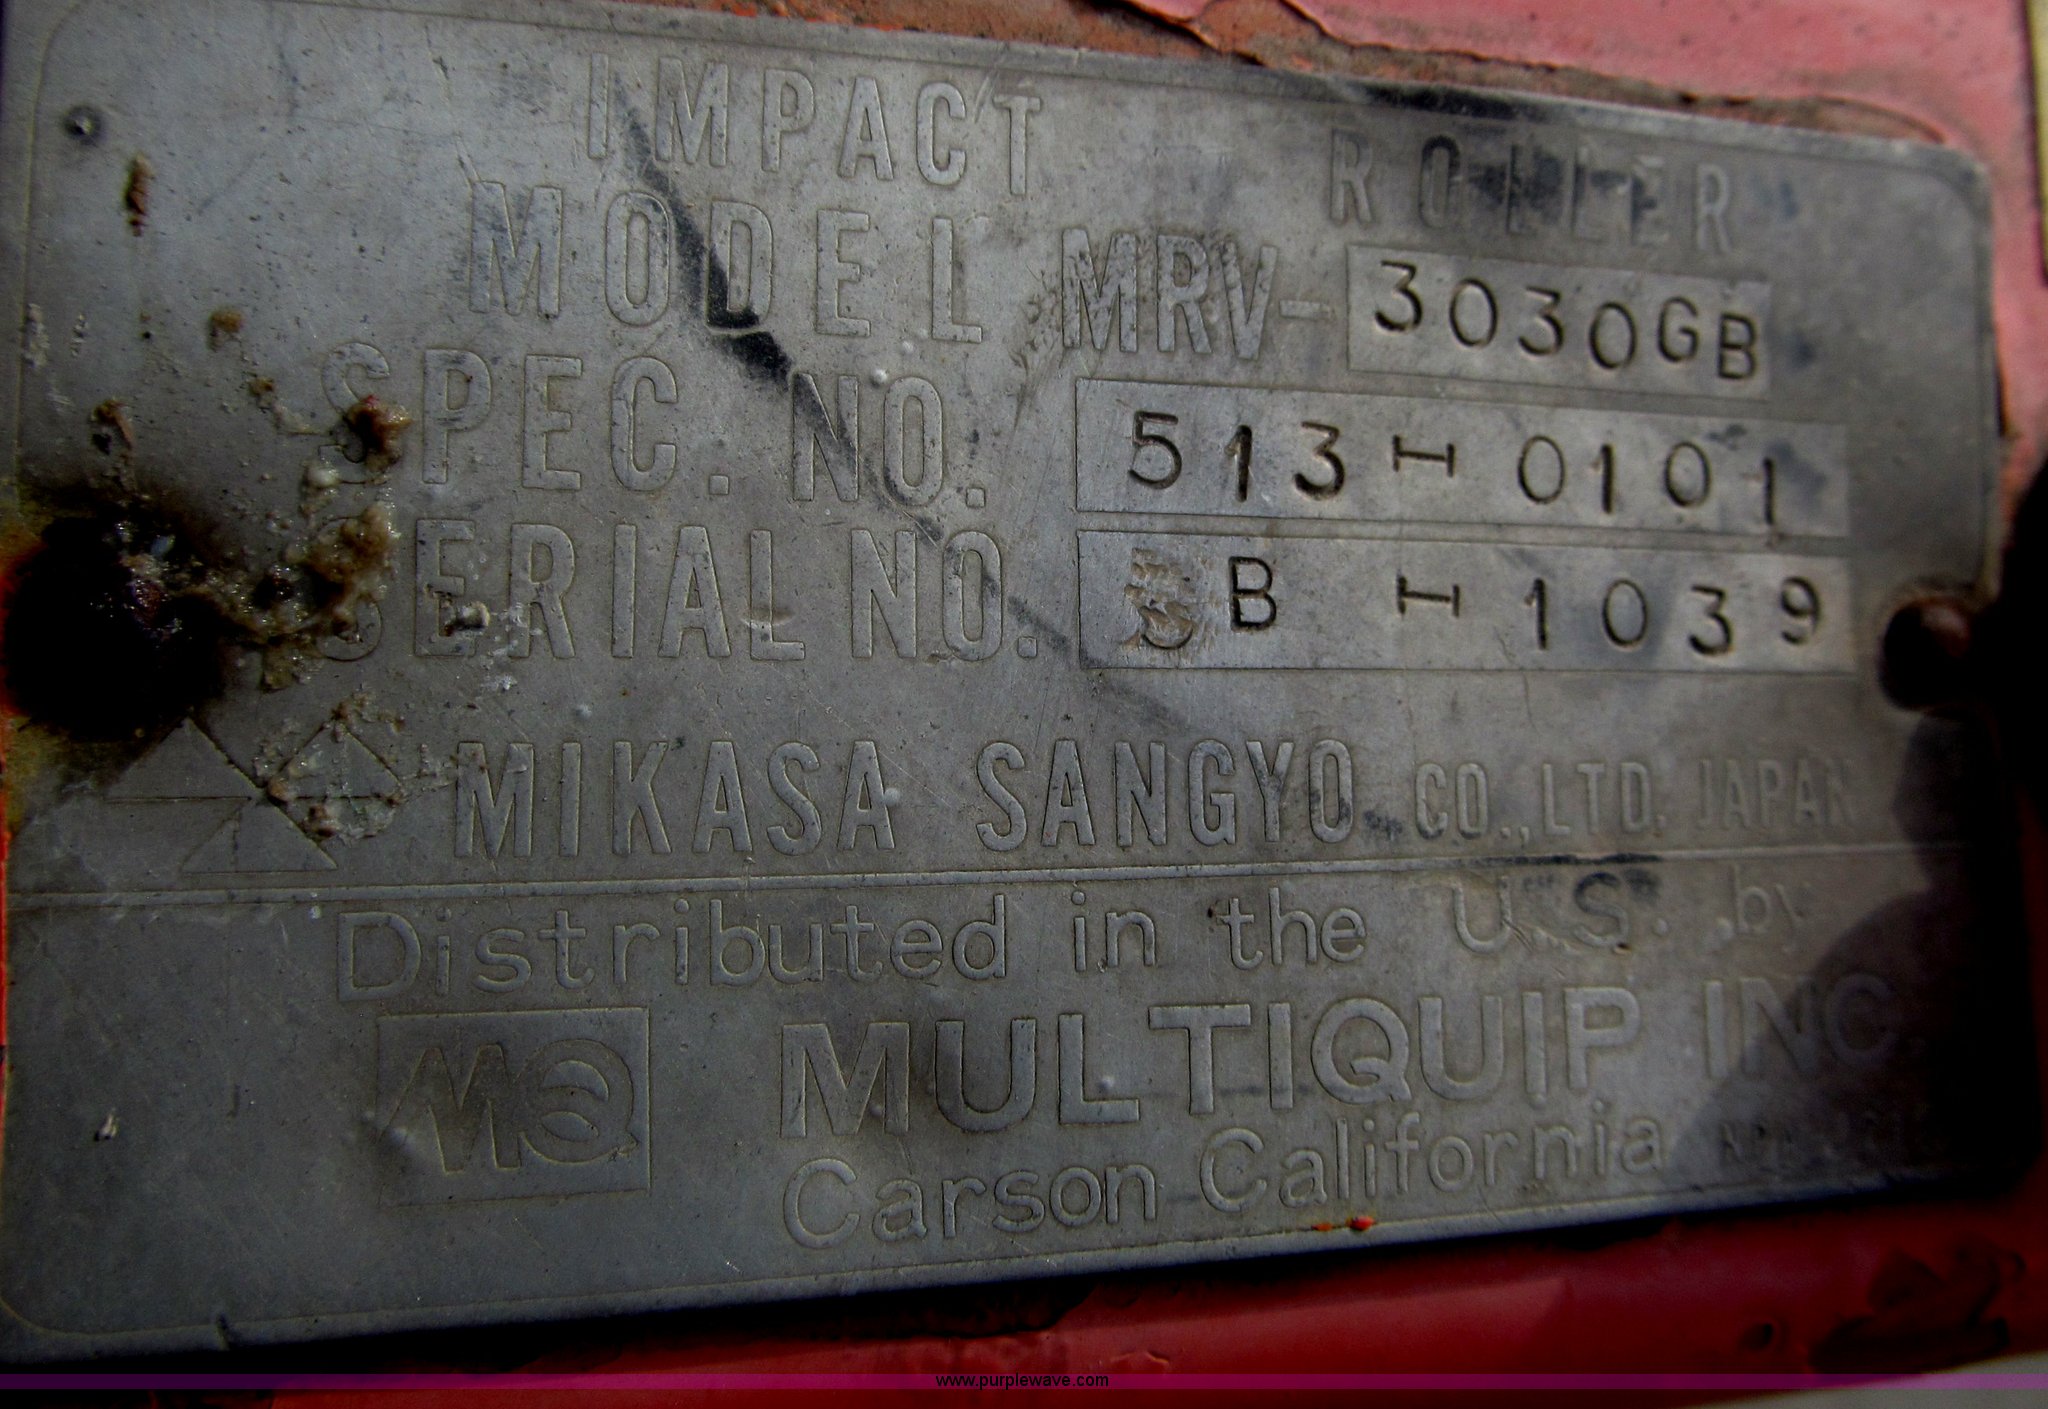 IMPACT ROLLER
MODEL MRV-3030GB
SPEC. NO. 513-0101
SERIAL NO. B-1039
MIKASA SANGYO CO., LTD. JAPAN
Distributed in the U.S. by
MQ MULTIQUIP INC.
Carson California
www.purplewave.com